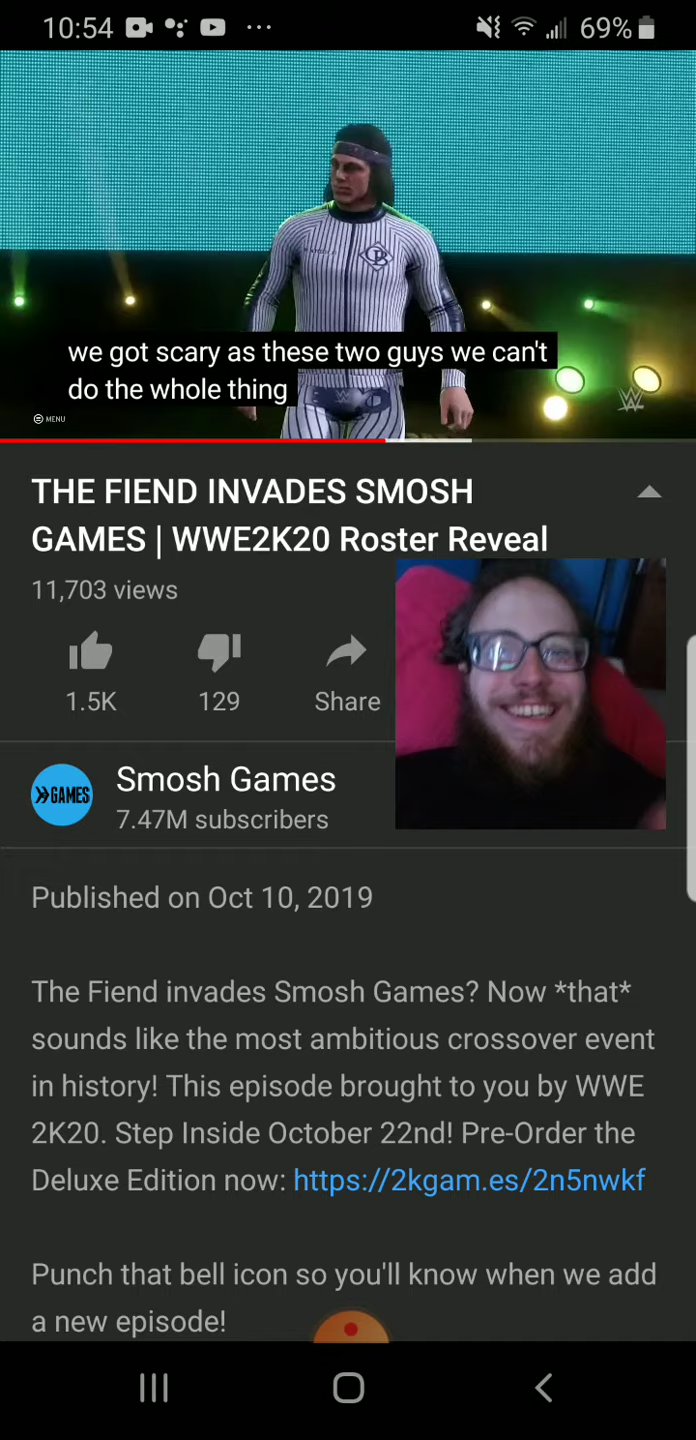 10:54 ... 69%
we got scary as these two guys we can't
do the whole thing
MENU
THE FIEND INVADES SMOSH
GAMES | WWE2K20 Roster Reveal
11,703 views
1.5K 129 Share
GAMES
Smosh Games
7.47M subscribers
Published on Oct 10, 2019
The Fiend invades Smosh Games? Now *that*
sounds like the most ambitious crossover event
in history! This episode brought to you by WWE
2K20. Step Inside October 22nd! Pre-Order the
Deluxe Edition now: https://2kgam.es/2n5nwkf
Punch that bell icon so you'll know when we add
a new episode!